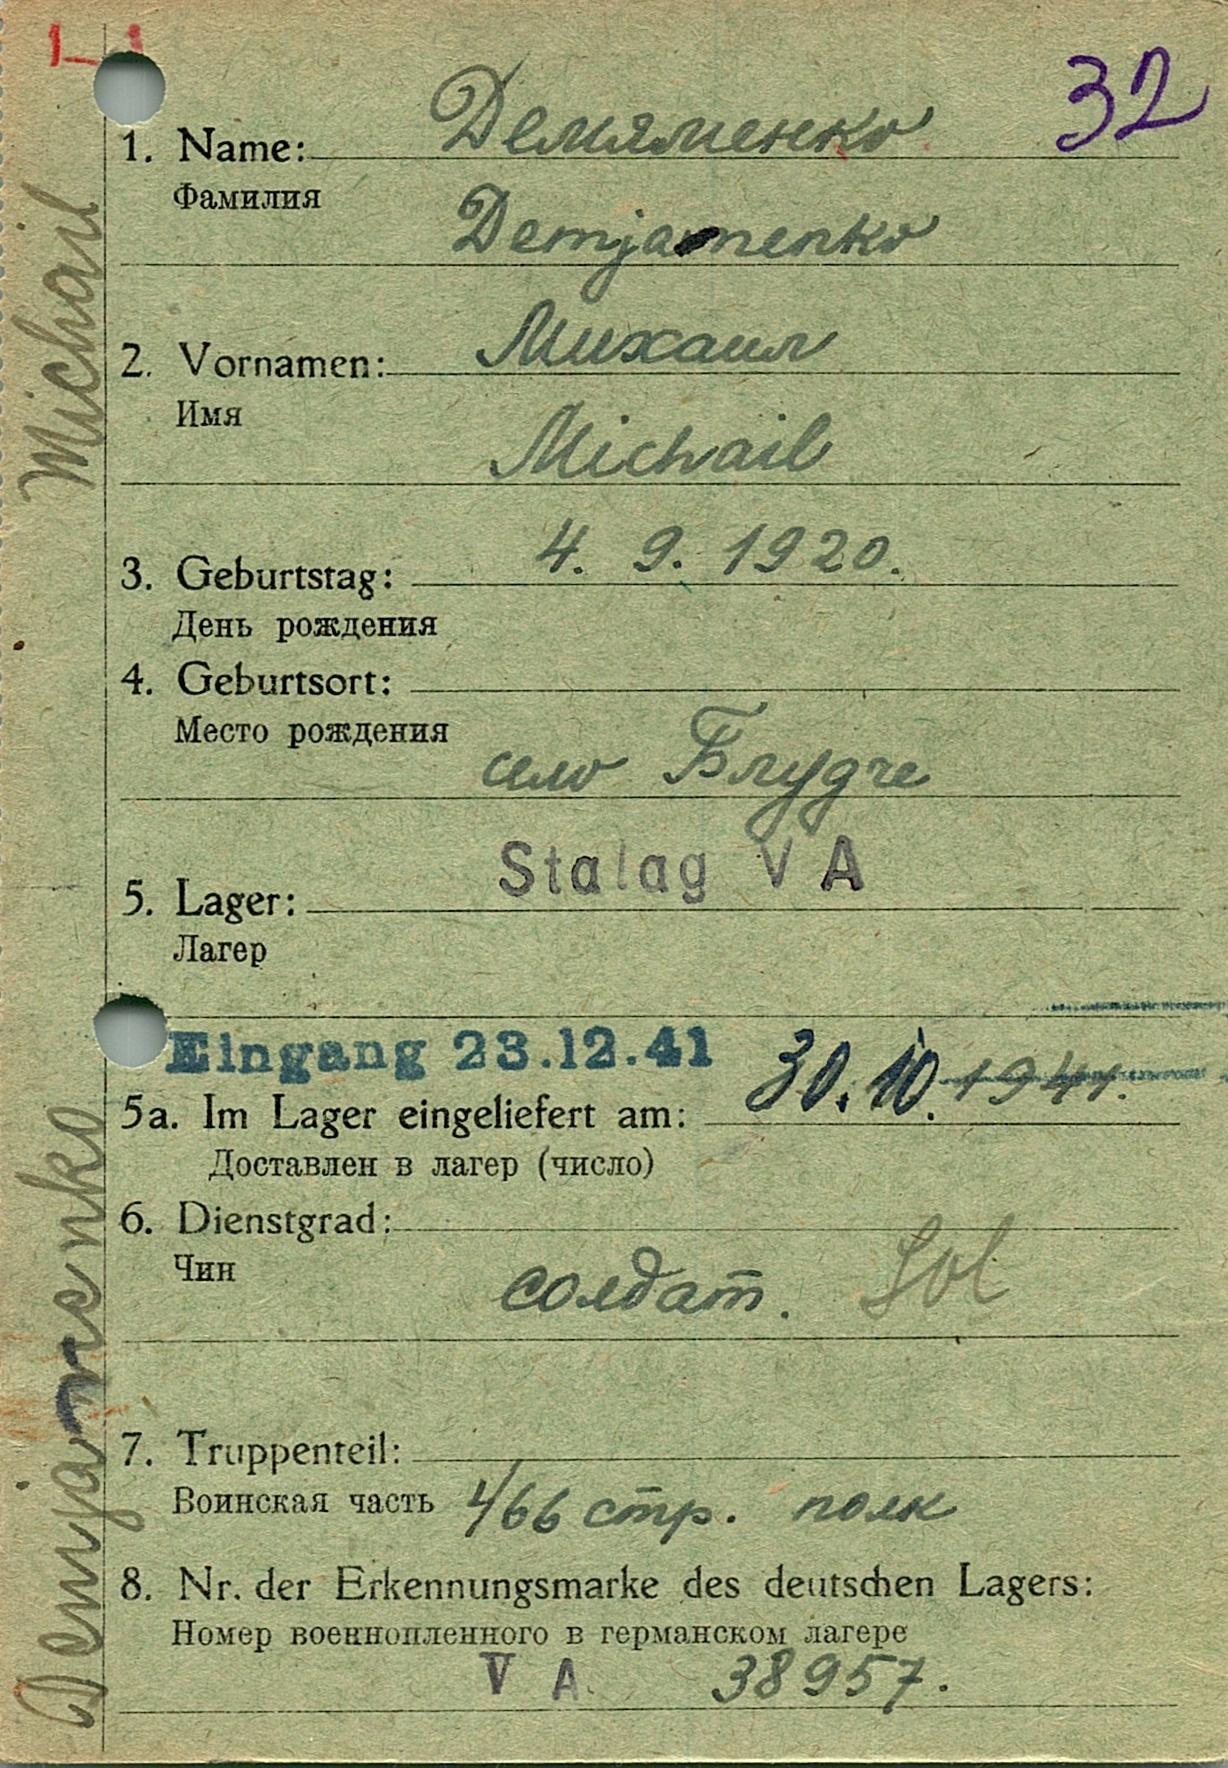 32
1. Name: Демяменко
Фамилия
Demjamenko
2. Vornamen: Михаил
Имя
Michail
3. Geburtstag: 4. 9. 1920.
День рождения
4. Geburtsort:
Место рождения
село Блудче
Stalag V A
5. Lager:
Лагер
Eingang 23.12.41
5a. Im Lager eingeliefert am: 30.10.1941.
Доставлен в лагер (число)
6. Dienstgrad:
Чин
солдат. Sol
7. Truppenteil:
Воинская часть 4/66 стр. полк
8. Nr. der Erkennungsmarke des deutschen Lagers:
Номер военнопленного в германском лагере
V A 38957.
Demjamenko Michail